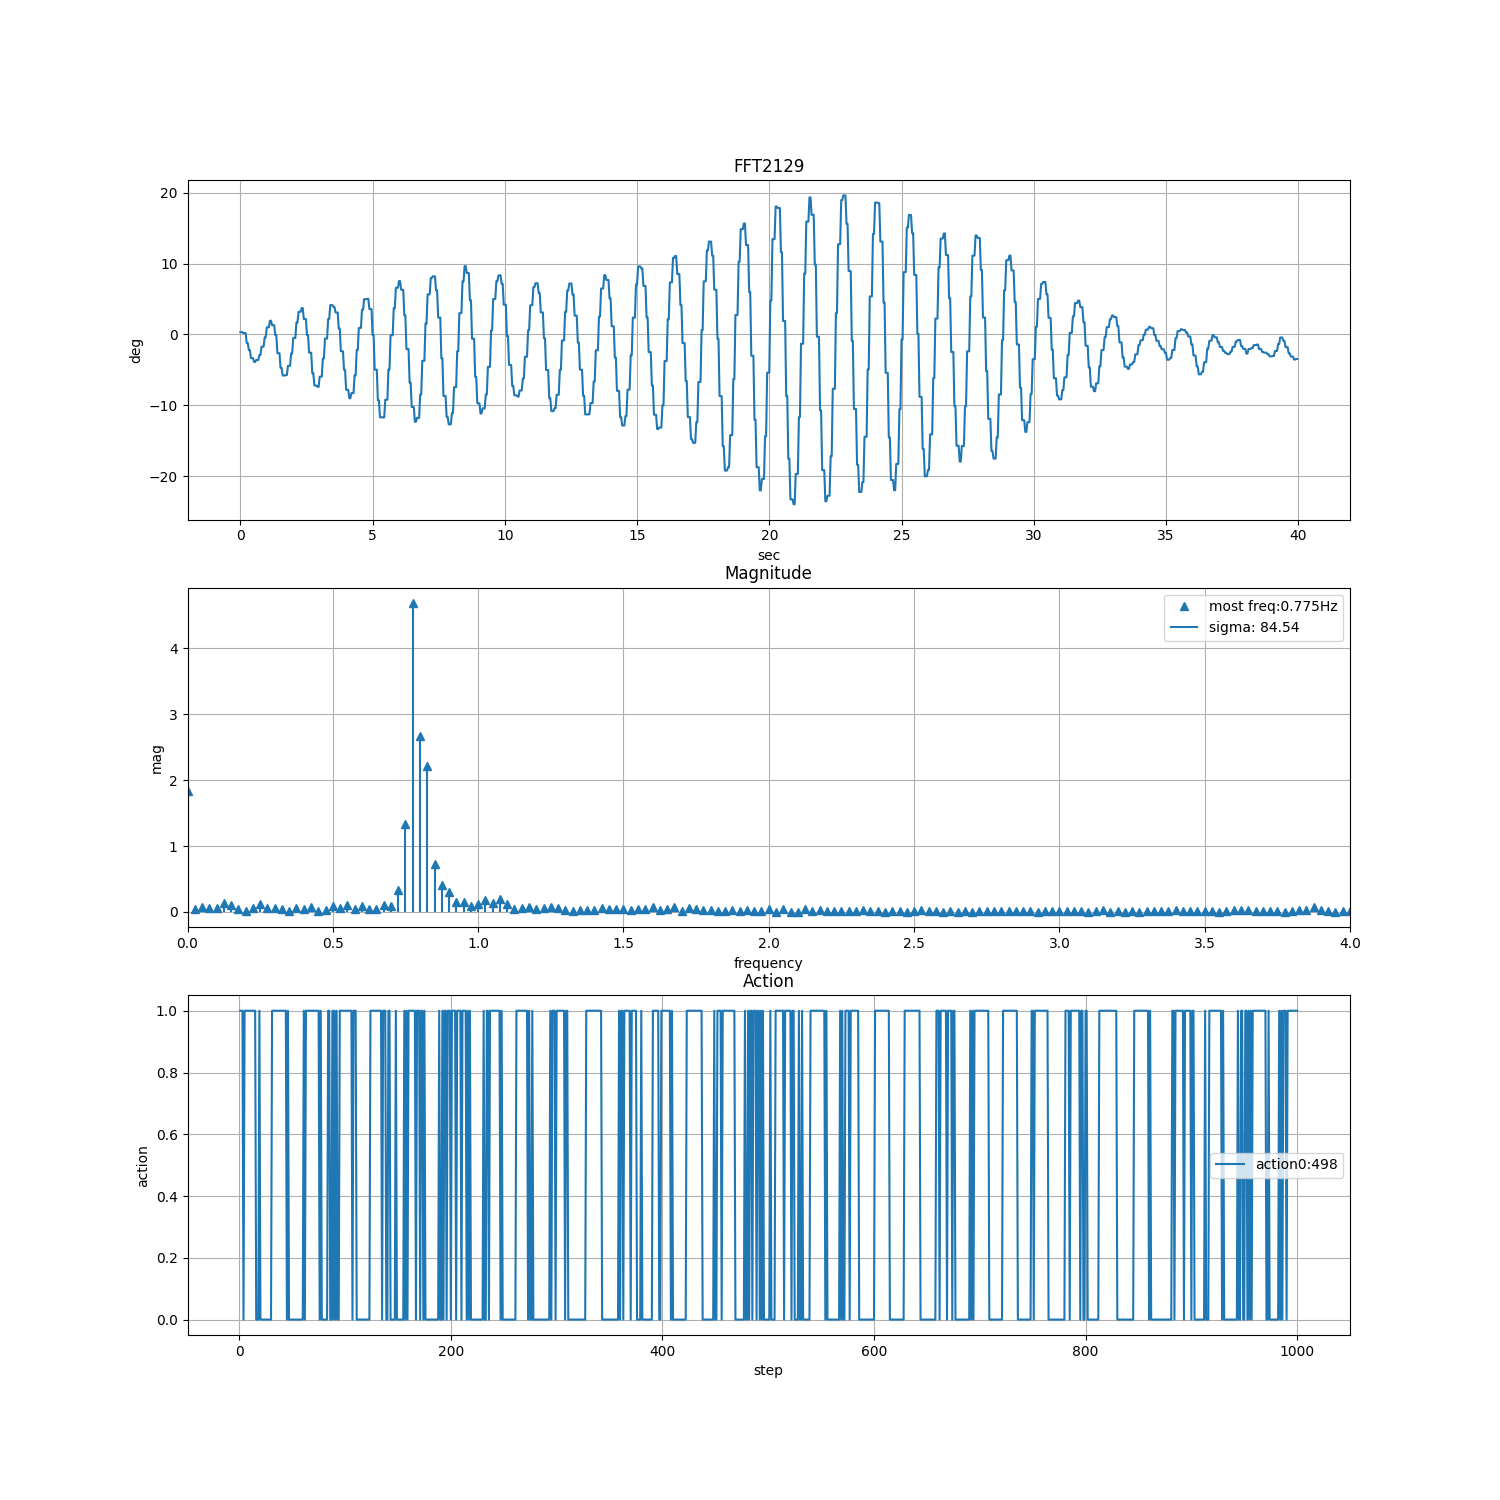 FFT2129
20
10
0
−10
−20
deg
0 5 10 15 20 25 30 35 40
sec
Magnitude
most freq:0.775Hz
sigma: 84.54
4
3
2
1
0
mag
0.0 0.5 1.0 1.5 2.0 2.5 3.0 3.5 4.0
frequency
Action
1.0
0.8
0.6
0.4
0.2
0.0
action
action0:498
0 200 400 600 800 1000
step